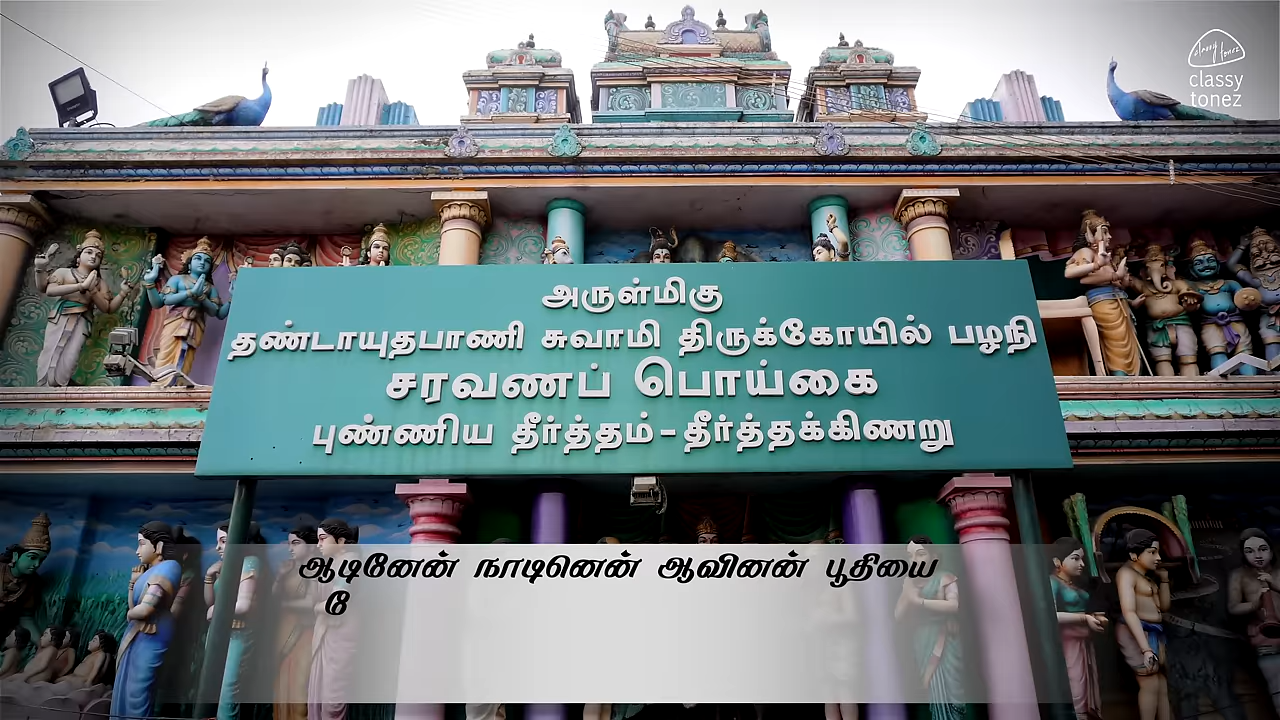 classy
tonez
அருள்மிகு
தண்டாயுதபாணி சுவாமி திருக்கோயில் பழநி
சரவணப் பொய்கை
புண்ணிய தீர்த்தம்-தீர்த்தக்கிணறு
ஆடினேன் நாடினென் ஆவினன் பூதியை
பே